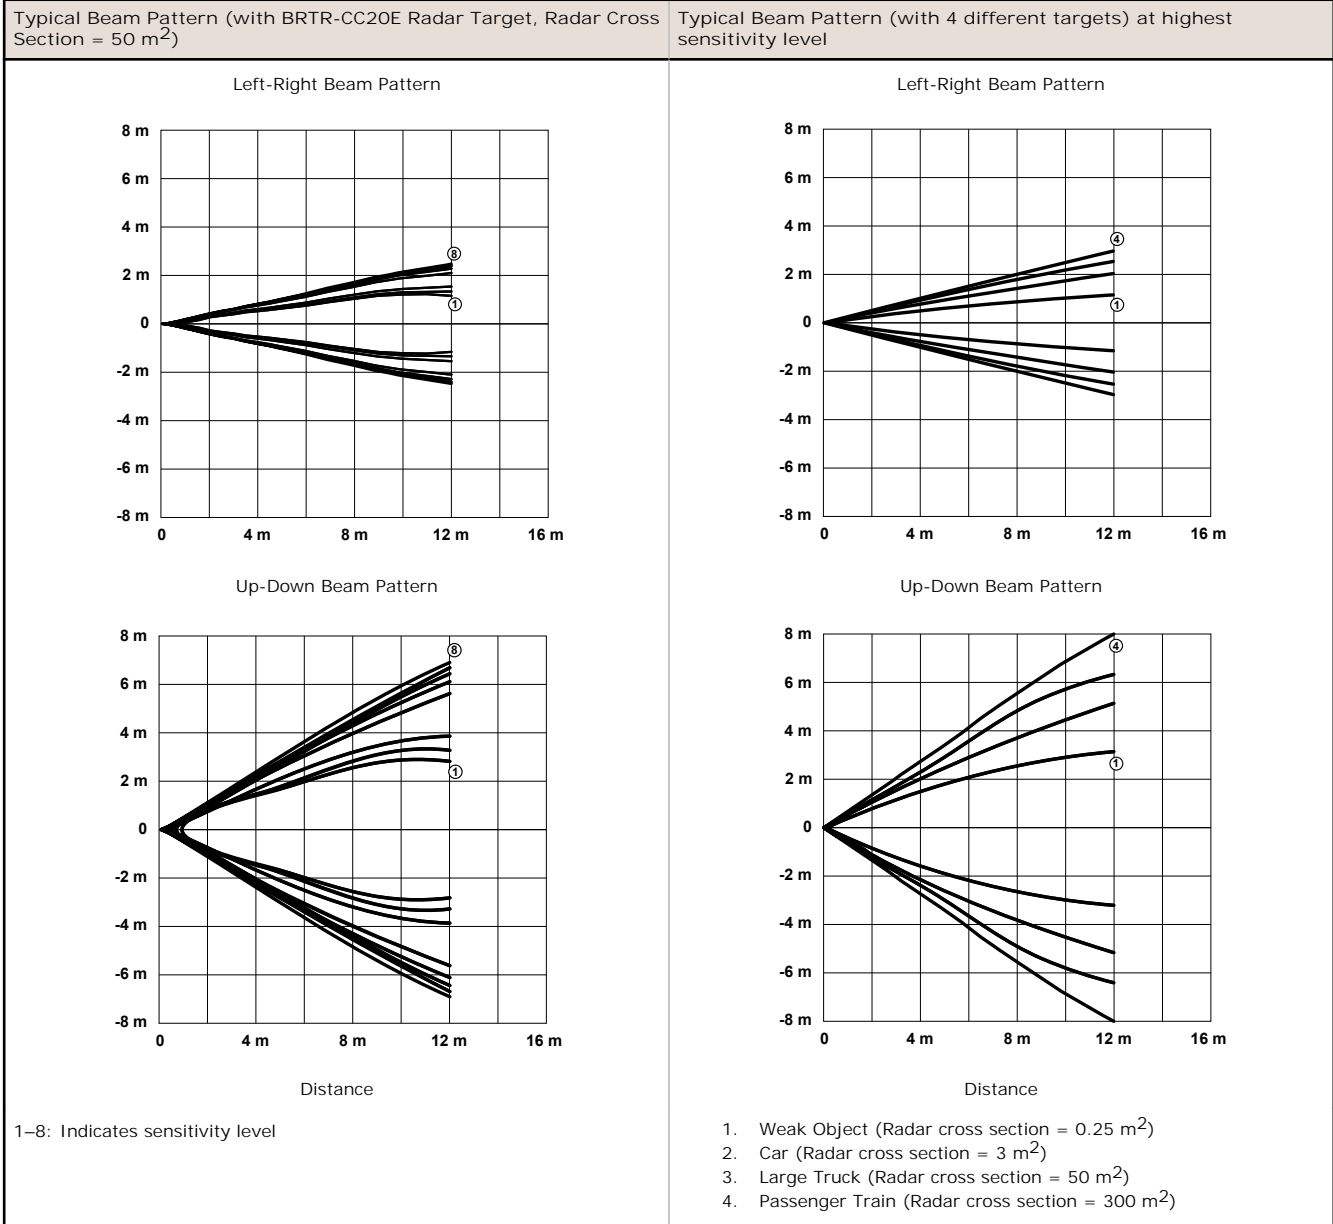 Typical Beam Pattern (with BRTR-CC20E Radar Target, Radar Cross
Section = 50 m²)
Typical Beam Pattern (with 4 different targets) at highest
sensitivity level
Left-Right Beam Pattern
8 m
6 m
4 m
2 m
0
-2 m
-4 m
-6 m
-8 m
0 4 m 8 m 12 m 16 m
8
1
Up-Down Beam Pattern
8 m
6 m
4 m
2 m
0
-2 m
-4 m
-6 m
-8 m
0 4 m 8 m 12 m 16 m
8
1
Distance
1–8: Indicates sensitivity level
Left-Right Beam Pattern
8 m
6 m
4 m
2 m
0
-2 m
-4 m
-6 m
-8 m
0 4 m 8 m 12 m 16 m
4
1
Up-Down Beam Pattern
8 m
6 m
4 m
2 m
0
-2 m
-4 m
-6 m
-8 m
0 4 m 8 m 12 m 16 m
4
1
Distance
1. Weak Object (Radar cross section = 0.25 m²)
2. Car (Radar cross section = 3 m²)
3. Large Truck (Radar cross section = 50 m²)
4. Passenger Train (Radar cross section = 300 m²)